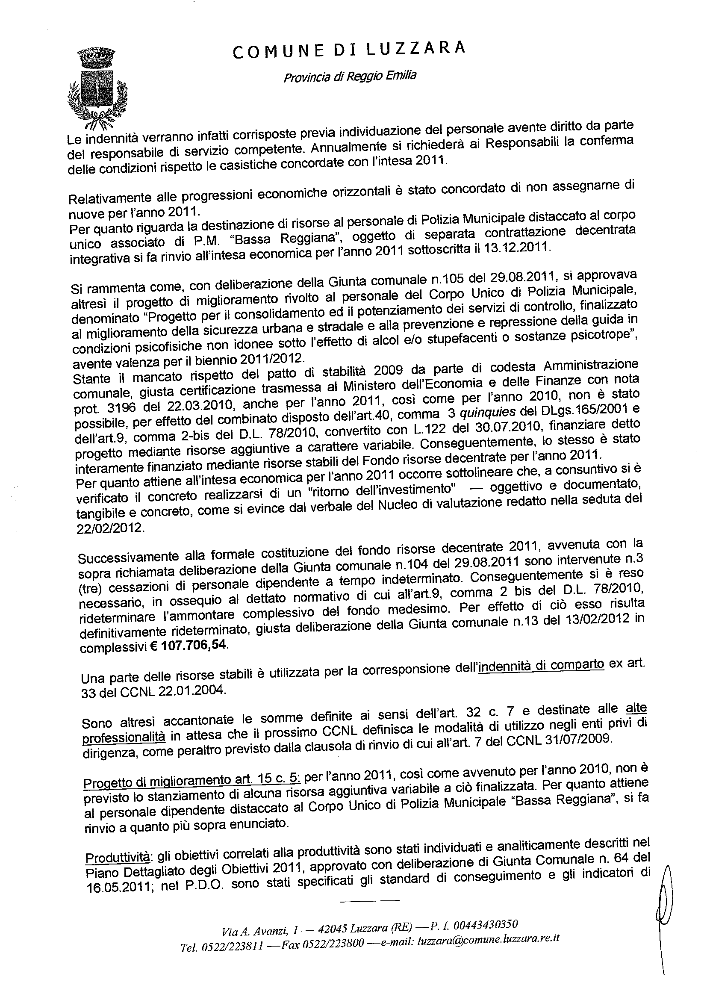 COMUNE DI LUZZARA
Provincia di Reggio Emilia
Le indennità verranno infatti corrisposte previa individuazione del personale avente diritto da parte
del responsabile di servizio competente. Annualmente si richiederà ai Responsabili la conferma
delle condizioni rispetto le casistiche concordate con l'intesa 2011.
Relativamente alle progressioni economiche orizzontali è stato concordato di non assegnarne di
nuove per l'anno 2011.
Per quanto riguarda la destinazione di risorse al personale di Polizia Municipale distaccato al corpo
unico associato di P.M. “Bassa Reggiana”, oggetto di separata contrattazione decentrata
integrativa si fa rinvio all'intesa economica per l'anno 2011 sottoscritta il 13.12.2011.
Si rammenta come, con deliberazione della Giunta comunale n.105 del 29.08.2011, si approvava
altresì il progetto di miglioramento rivolto al personale del Corpo Unico di Polizia Municipale,
denominato “Progetto per il consolidamento ed il potenziamento dei servizi di controllo, finalizzato
al miglioramento della sicurezza urbana e stradale e alla prevenzione e repressione della guida in
condizioni psicofisiche non idonee sotto l'effetto di alcol e/o stupefacenti o sostanze psicotrope”,
avente valenza per il biennio 2011/2012.
Stante il mancato rispetto del patto di stabilità 2009 da parte di codesta Amministrazione
comunale, giusta certificazione trasmessa al Ministero dell'Economia e delle Finanze con nota
prot. 3196 del 22.03.2010, anche per l'anno 2011, così come per l'anno 2010, non è stato
possibile, per effetto del combinato disposto dell'art.40, comma 3 quinquies del DLgs.165/2001 e
dell'art.9, comma 2-bis del D.L. 78/2010, convertito con L.122 del 30.07.2010, finanziare detto
progetto mediante risorse aggiuntive a carattere variabile. Conseguentemente, lo stesso è stato
interamente finanziato mediante risorse stabili del Fondo risorse decentrate per l'anno 2011.
Per quanto attiene all'intesa economica per l'anno 2011 occorre sottolineare che, a consuntivo si è
verificato il concreto realizzarsi di un "ritorno dell'investimento" — oggettivo e documentato,
tangibile e concreto, come si evince dal verbale del Nucleo di valutazione redatto nella seduta del
22/02/2012.
Successivamente alla formale costituzione del fondo risorse decentrate 2011, avvenuta con la
sopra richiamata deliberazione della Giunta comunale n.104 del 29.08.2011 sono intervenute n.3
(tre) cessazioni di personale dipendente a tempo indeterminato. Conseguentemente si è reso
necessario, in ossequio al dettato normativo di cui all'art.9, comma 2 bis del D.L. 78/2010,
rideterminare l'ammontare complessivo del fondo medesimo. Per effetto di ciò esso risulta
definitivamente rideterminato, giusta deliberazione della Giunta comunale n.13 del 13/02/2012 in
complessivi € 107.706,54.
Una parte delle risorse stabili è utilizzata per la corresponsione dell'indennità di comparto ex art.
33 del CCNL 22.01.2004.
Sono altresì accantonate le somme definite ai sensi dell'art. 32 c. 7 e destinate alle alte
professionalità in attesa che il prossimo CCNL definisca le modalità di utilizzo negli enti privi di
dirigenza, come peraltro previsto dalla clausola di rinvio di cui all'art. 7 del CCNL 31/07/2009.
Progetto di miglioramento art. 15 c. 5: per l'anno 2011, così come avvenuto per l'anno 2010, non è
previsto lo stanziamento di alcuna risorsa aggiuntiva variabile a ciò finalizzata. Per quanto attiene
al personale dipendente distaccato al Corpo Unico di Polizia Municipale “Bassa Reggiana”, si fa
rinvio a quanto più sopra enunciato.
Produttività: gli obiettivi correlati alla produttività sono stati individuati e analiticamente descritti nel
Piano Dettagliato degli Obiettivi 2011, approvato con deliberazione di Giunta Comunale n. 64 del
16.05.2011; nel P.D.O. sono stati specificati gli standard di conseguimento e gli indicatori di
Via A. Avanzi, 1 — 42045 Luzzara (RE) —P. I. 00443430350
Tel. 0522/223811 —Fax 0522/223800 —e-mail: luzzara@comune.luzzara.re.it